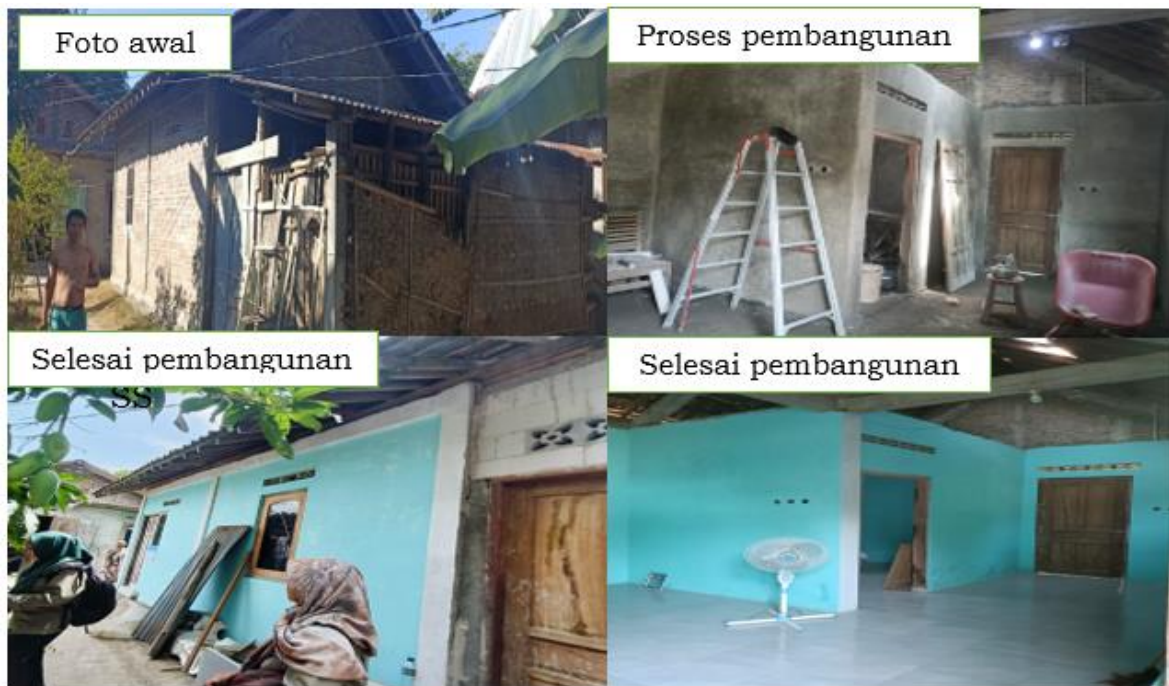 Foto awal
Proses pembangunan
Selesai pembangunan
SS
Selesai pembangunan